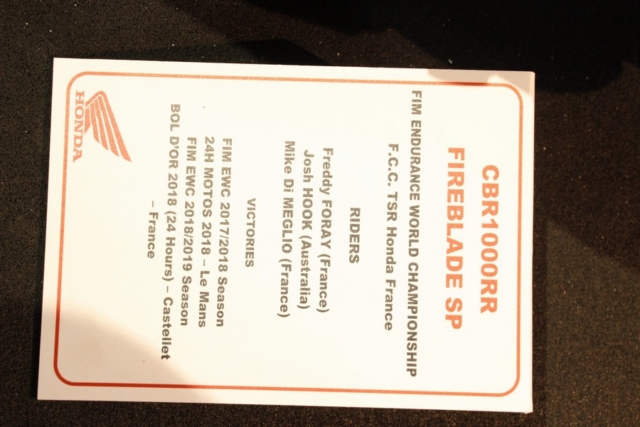 CBR1000RR
FIREBLADE SP
FIM ENDURANCE WORLD CHAMPIONSHIP
F.C.C. TSR Honda France
RIDERS
Freddy FORAY (France)
Josh HOOK (Australia)
Mike Di MEGLIO (France)
VICTORIES
FIM EWC 2017/2018 Season
24H MOTOS 2018 – Le Mans
FIM EWC 2018/2019 Season
BOL D'OR 2018 (24 Hours) – Castellet
– France
HONDA